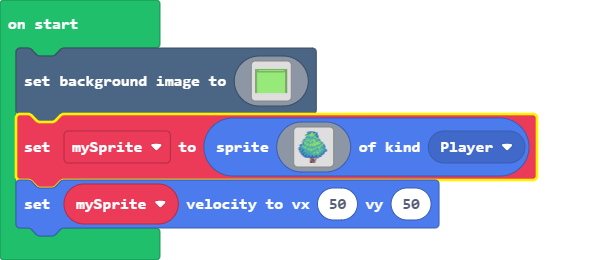 on start
set background image to
set mySprite to sprite of kind Player
set mySprite velocity to vx 50 vy 50